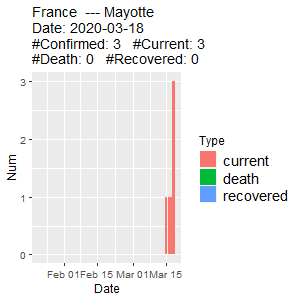 France --- Mayotte
Date: 2020-03-18
#Confirmed: 3 #Current: 3
#Death: 0 #Recovered: 0
3
2
1
0
Num
Feb 01 Feb 15 Mar 01 Mar 15
Date
Type
current
death
recovered